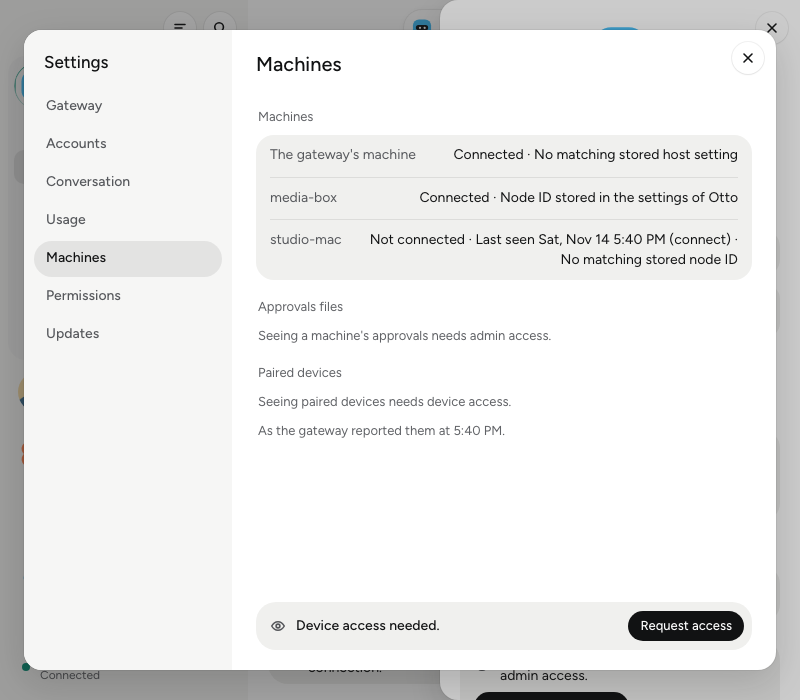 Settings
Gateway
Accounts
Conversation
Usage
Machines
Permissions
Updates
Machines
Machines
The gateway's machine Connected · No matching stored host setting
media-box Connected · Node ID stored in the settings of Otto
studio-mac Not connected · Last seen Sat, Nov 14 5:40 PM (connect) ·
No matching stored node ID
Approvals files
Seeing a machine's approvals needs admin access.
Paired devices
Seeing paired devices needs device access.
As the gateway reported them at 5:40 PM.
Device access needed. Request access
Connected
connection.
admin access.